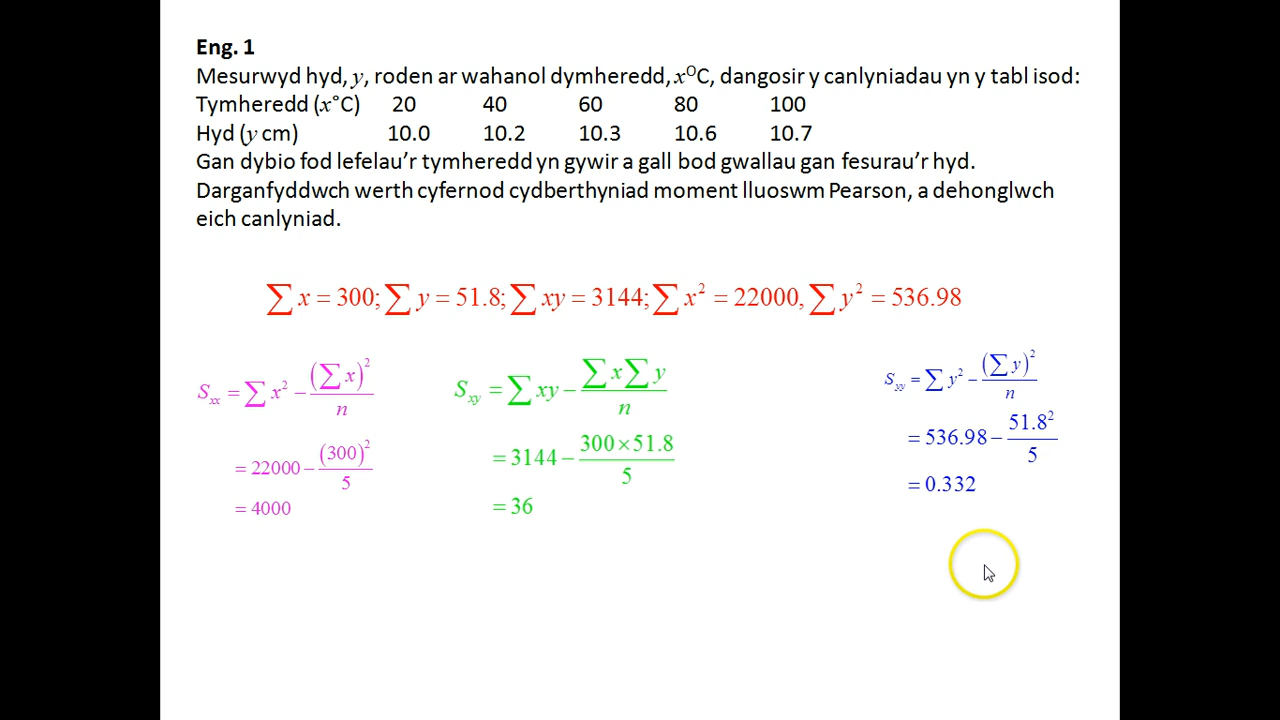 Eng. 1
Mesurwyd hyd, y, roden ar wahanol dymheredd, x°C, dangosir y canlyniadau yn y tabl isod:
Tymheredd (x°C) 20 40 60 80 100
Hyd (y cm) 10.0 10.2 10.3 10.6 10.7
Gan dybio fod lefelau’r tymheredd yn gywir a gall bod gwallau gan fesurau’r hyd.
Darganfyddwch werth cyfernod cydberthyniad moment lluoswm Pearson, a dehonglwch
eich canlyniad.
∑x = 300; ∑y = 51.8; ∑xy = 3144; ∑x² = 22000, ∑y² = 536.98
Sxx = ∑x² − (∑x)²/n
= 22000 − (300)²/5
= 4000
Sxy = ∑xy − ∑x∑y/n
= 3144 − 300×51.8/5
= 36
Syy = ∑y² − (∑y)²/n
= 536.98 − 51.8²/5
= 0.332